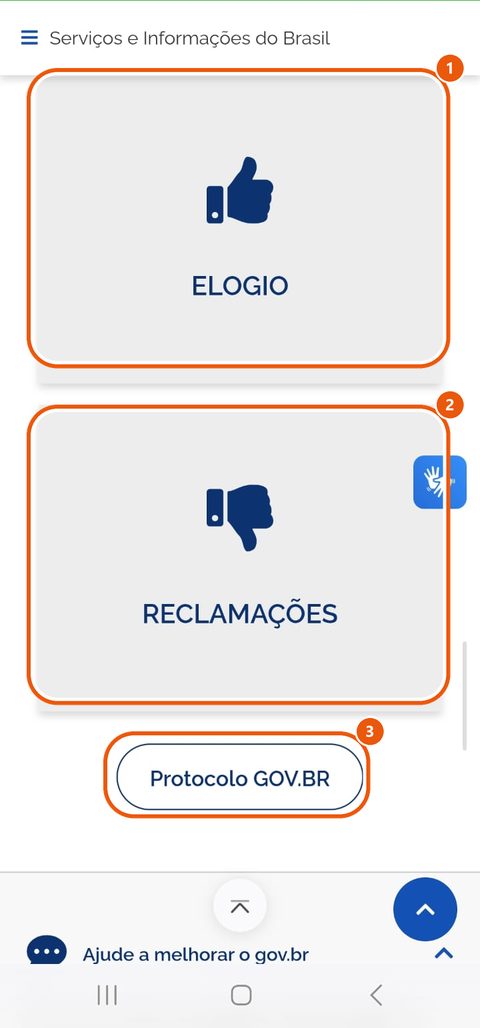 Serviços e Informações do Brasil
1
ELOGIO
2
RECLAMAÇÕES
3
Protocolo GOV.BR
Ajude a melhorar o gov.br